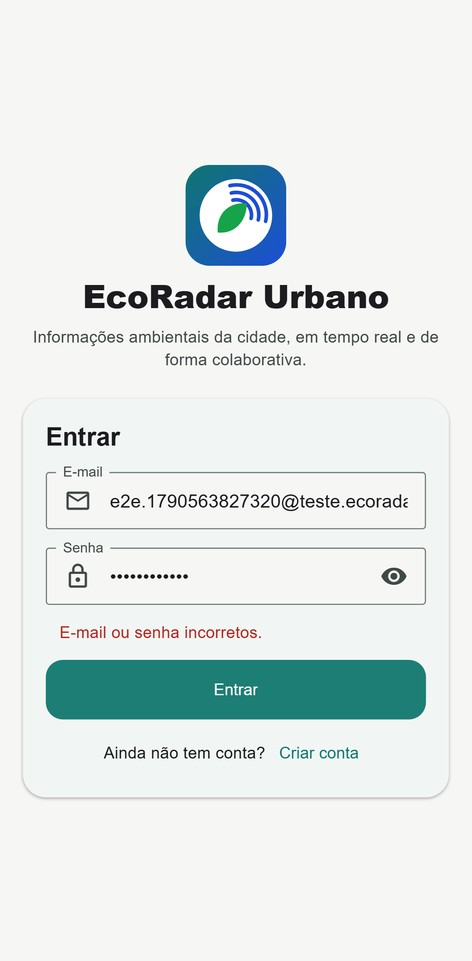 EcoRadar Urbano
Informações ambientais da cidade, em tempo real e de
forma colaborativa.
Entrar
E-mail
e2e.1790563827320@teste.ecorada
Senha
••••••••••••
E-mail ou senha incorretos.
Entrar
Ainda não tem conta? Criar conta